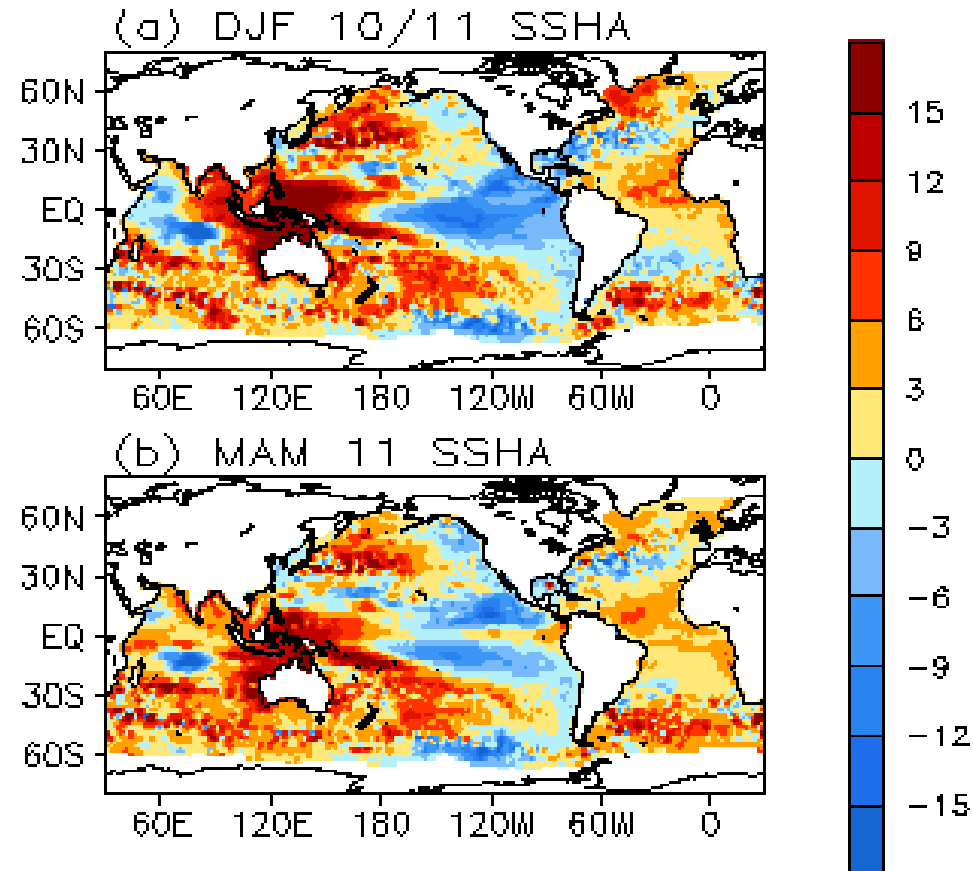 (a) DJF 10/11 SSHA
60N
30N
EQ
30S
60S
60E 120E 180 120W 60W 0
(b) MAM 11 SSHA
60N
30N
EQ
30S
60S
60E 120E 180 120W 60W 0
15
12
9
6
3
0
-3
-6
-9
-12
-15